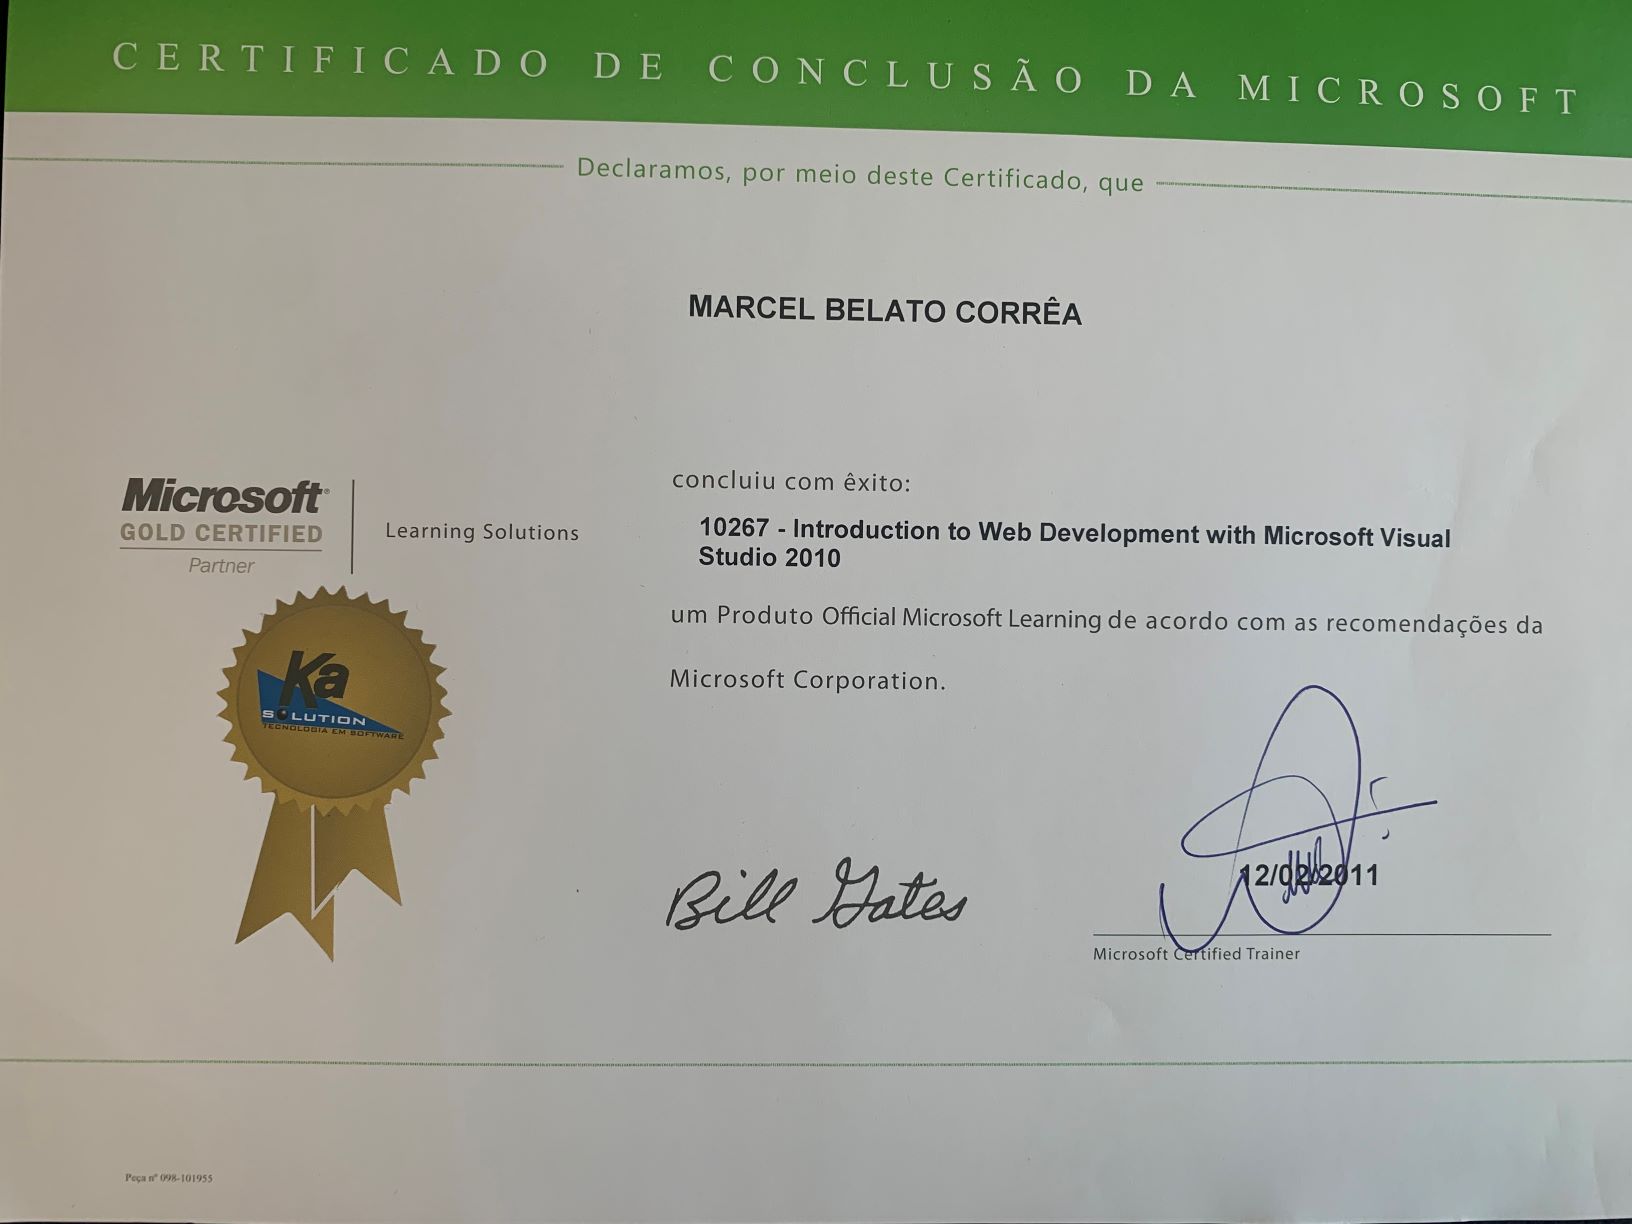 CERTIFICADO DE CONCLUSÃO DA MICROSOFT
Declaramos, por meio deste Certificado, que
MARCEL BELATO CORRÊA
Microsoft®
GOLD CERTIFIED
Partner
Learning Solutions
Ka
SOLUTION
TECNOLOGIA EM SOFTWARE
concluiu com êxito:
10267 - Introduction to Web Development with Microsoft Visual
Studio 2010
um Produto Official Microsoft Learning de acordo com as recomendações da
Microsoft Corporation.
Bill Gates
12/02/2011
Microsoft Certified Trainer
Peça nº 098-101955